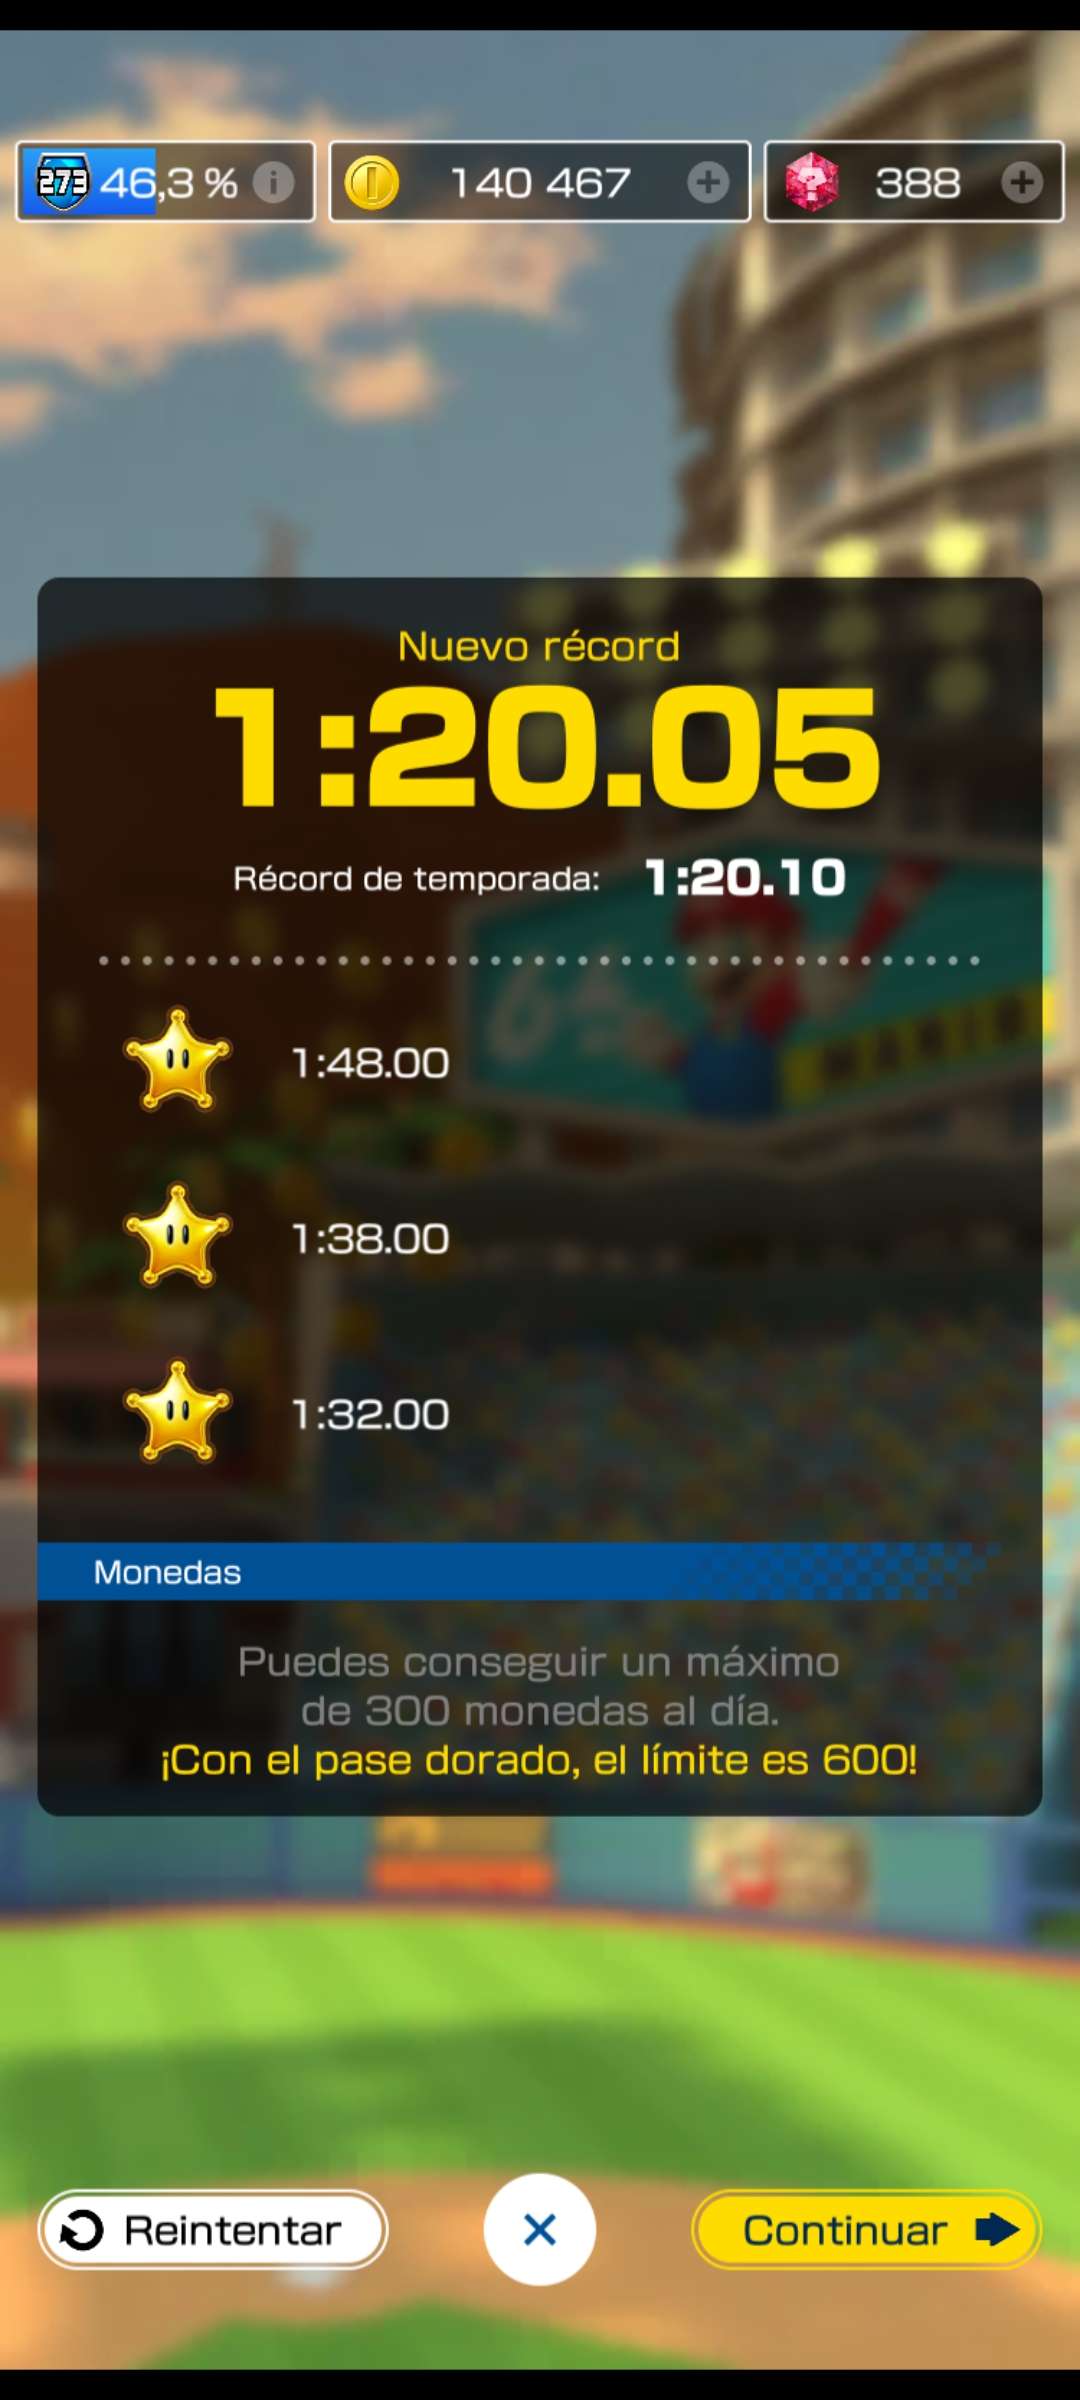 273 46,3 % i 140 467 + 388 +
Nuevo récord
1:20.05
Récord de temporada: 1:20.10
1:48.00
1:38.00
1:32.00
Monedas
Puedes conseguir un máximo
de 300 monedas al día.
¡Con el pase dorado, el límite es 600!
Reintentar × Continuar